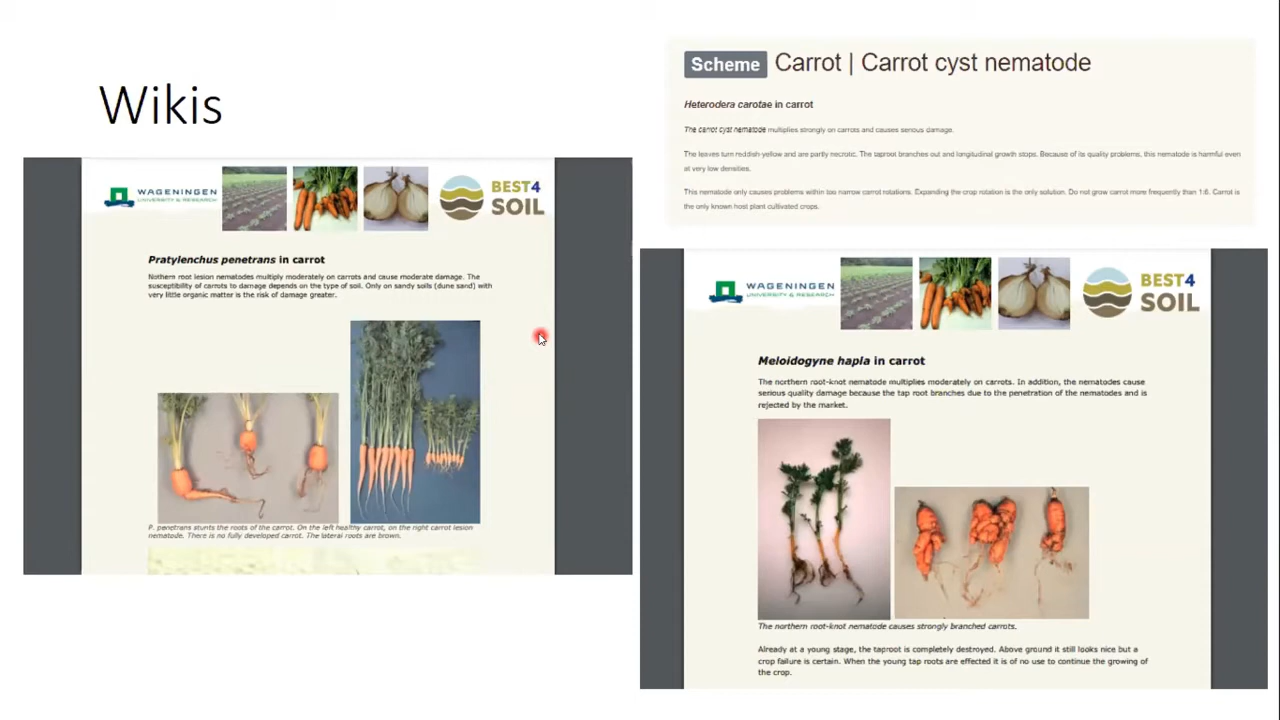 Wikis
WAGENINGEN
UNIVERSITY & RESEARCH
BEST4
SOIL
Pratylenchus penetrans in carrot
Nothern root lesion nematodes multiply moderately on carrots and cause moderate damage. The
susceptibility of carrots to damage depends on the type of soil. Only on sandy soils (dune sand) with
very little organic matter is the risk of damage greater.
P. penetrans stunts the roots of the carrot. On the left healthy carrot, on the right carrot lesion
nematode. There is no fully developed carrot. The lateral roots are brown.
Scheme Carrot | Carrot cyst nematode
Heterodera carotae in carrot
The carrot cyst nematode multiplies strongly on carrots and causes serious damage.
The leaves turn reddish-yellow and are partly necrotic. The taproot branches out and longitudinal growth stops. Because of its quality problems, this nematode is harmful even
at very low densities.
This nematode only causes problems within too narrow carrot rotations. Expanding the crop rotation is the only solution. Do not grow carrot more frequently than 1:6. Carrot is
the only known host plant cultivated crops.
WAGENINGEN
UNIVERSITY & RESEARCH
BEST4
SOIL
Meloidogyne hapla in carrot
The northern root-knot nematode multiplies moderately on carrots. In addition, the nematodes cause
serious quality damage because the tap root branches due to the penetration of the nematodes and is
rejected by the market.
The northern root-knot nematode causes strongly branched carrots.
Already at a young stage, the taproot is completely destroyed. Above ground it still looks nice but a
crop failure is certain. When the young tap roots are effected it is of no use to continue the growing of
the crop.